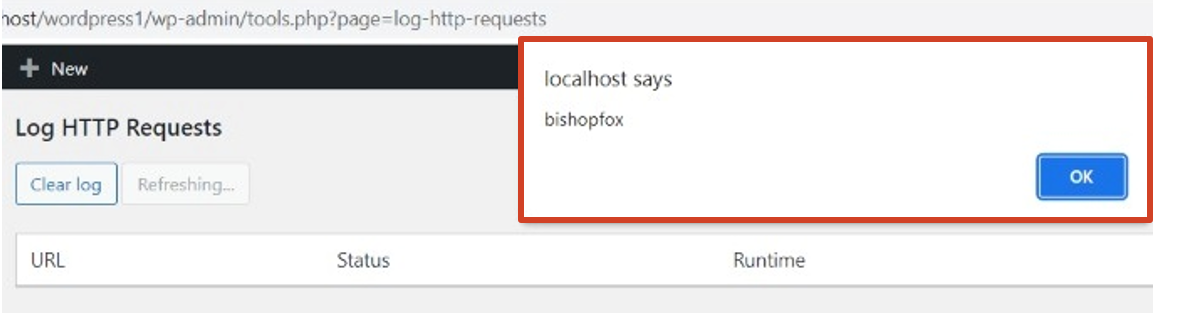 host/wordpress1/wp-admin/tools.php?page=log-http-requests
+ New
localhost says
bishopfox
OK
Log HTTP Requests
Clear log Refreshing...
URL Status Runtime